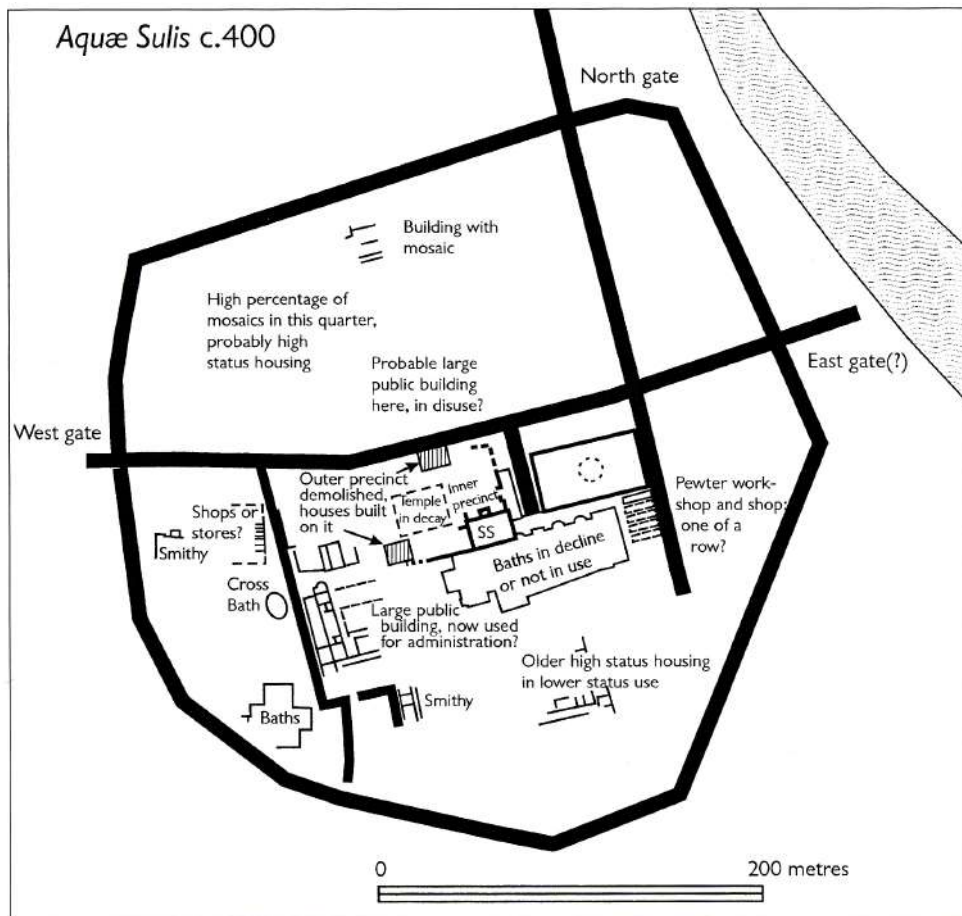 Aquæ Sulis c.400
North gate
Building with
mosaic
High percentage of
mosaics in this quarter,
probably high
status housing
Probable large
public building
here, in disuse?
East gate(?)
West gate
Outer precinct
demolished,
houses built
on it
Temple
in decay
Inner
precinct
SS
Pewter work-
shop and shop;
one of a
row?
Shops or
stores?
Smithy
Baths in decline
or not in use
Cross
Bath
Large public
building, now used
for administration?
Older high status housing
in lower status use
Smithy
Baths
0
200 metres